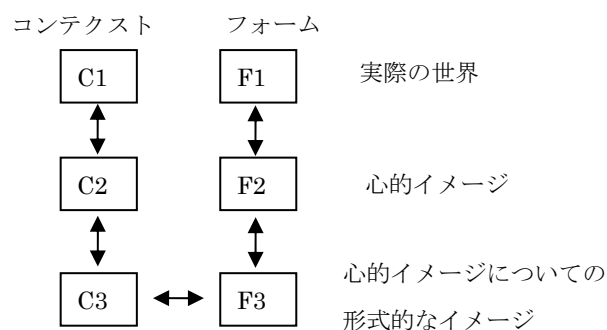 コンテクスト フォーム
C1 F1 実際の世界
C2 F2 心的イメージ
心的イメージについての
C3 F3
形式的なイメージ